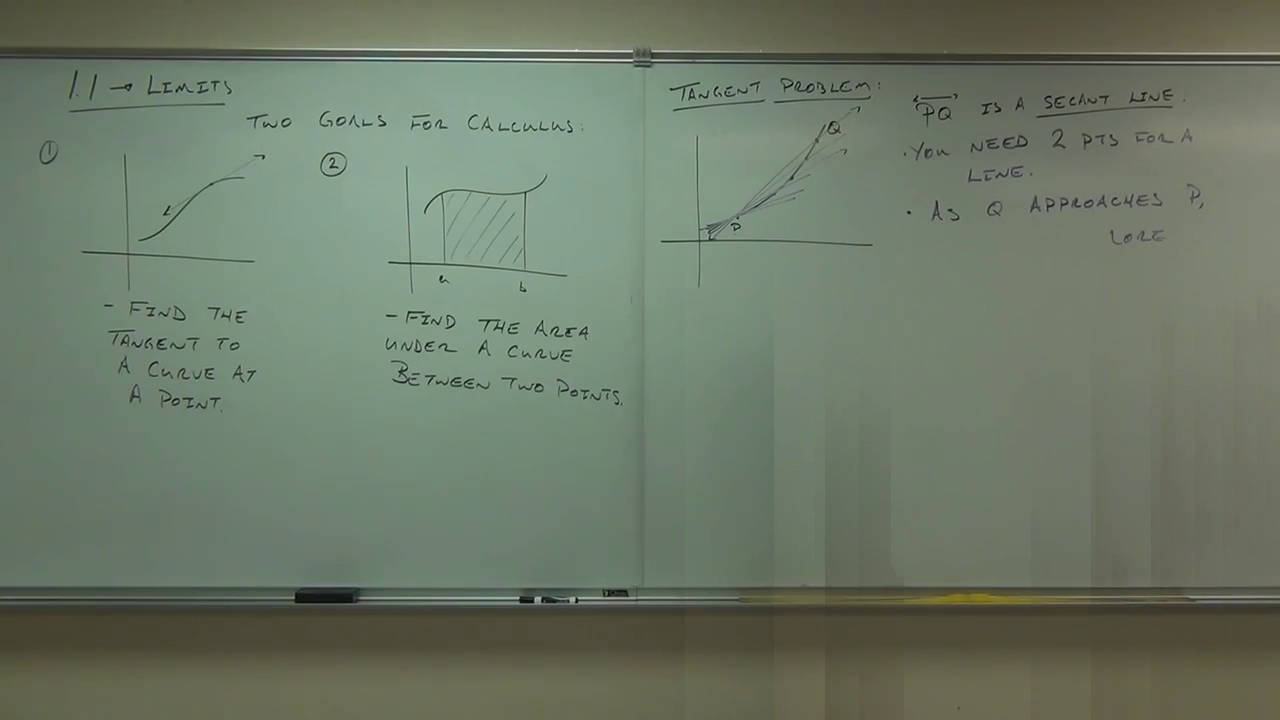 1.1 → LIMITS
TWO GOALS FOR CALCULUS:
①
②
a
b
- FIND THE
TANGENT TO
A CURVE AT
A POINT.
- FIND THE AREA
UNDER A CURVE
BETWEEN TWO POINTS.
TANGENT PROBLEM:
Q
P
PQ IS A SECANT LINE.
· YOU NEED 2 PTS FOR A
LINE.
· AS Q APPROACHES P,